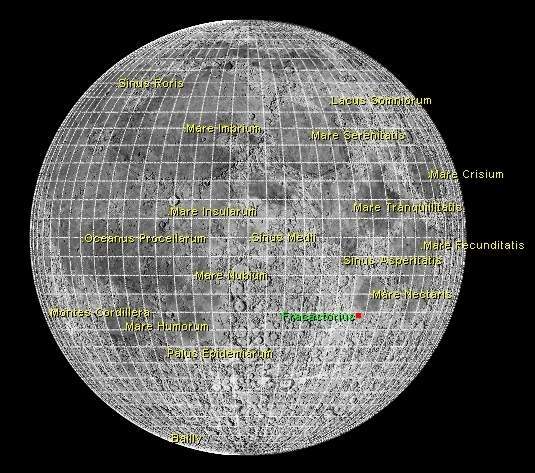 Sinus Roris
Lacus Somniorum
Mare Imbrium
Mare Serenitatis
Mare Crisium
Mare Insularum
Mare Tranquilitatis
Oceanus Procellarum
Sinus Medii
Mare Fecunditatis
Sinus Asperitatis
Mare Nubium
Mare Nectaris
Montes Cordillera
Fracastorius
Mare Humorum
Palus Epidemiarum
Bailly